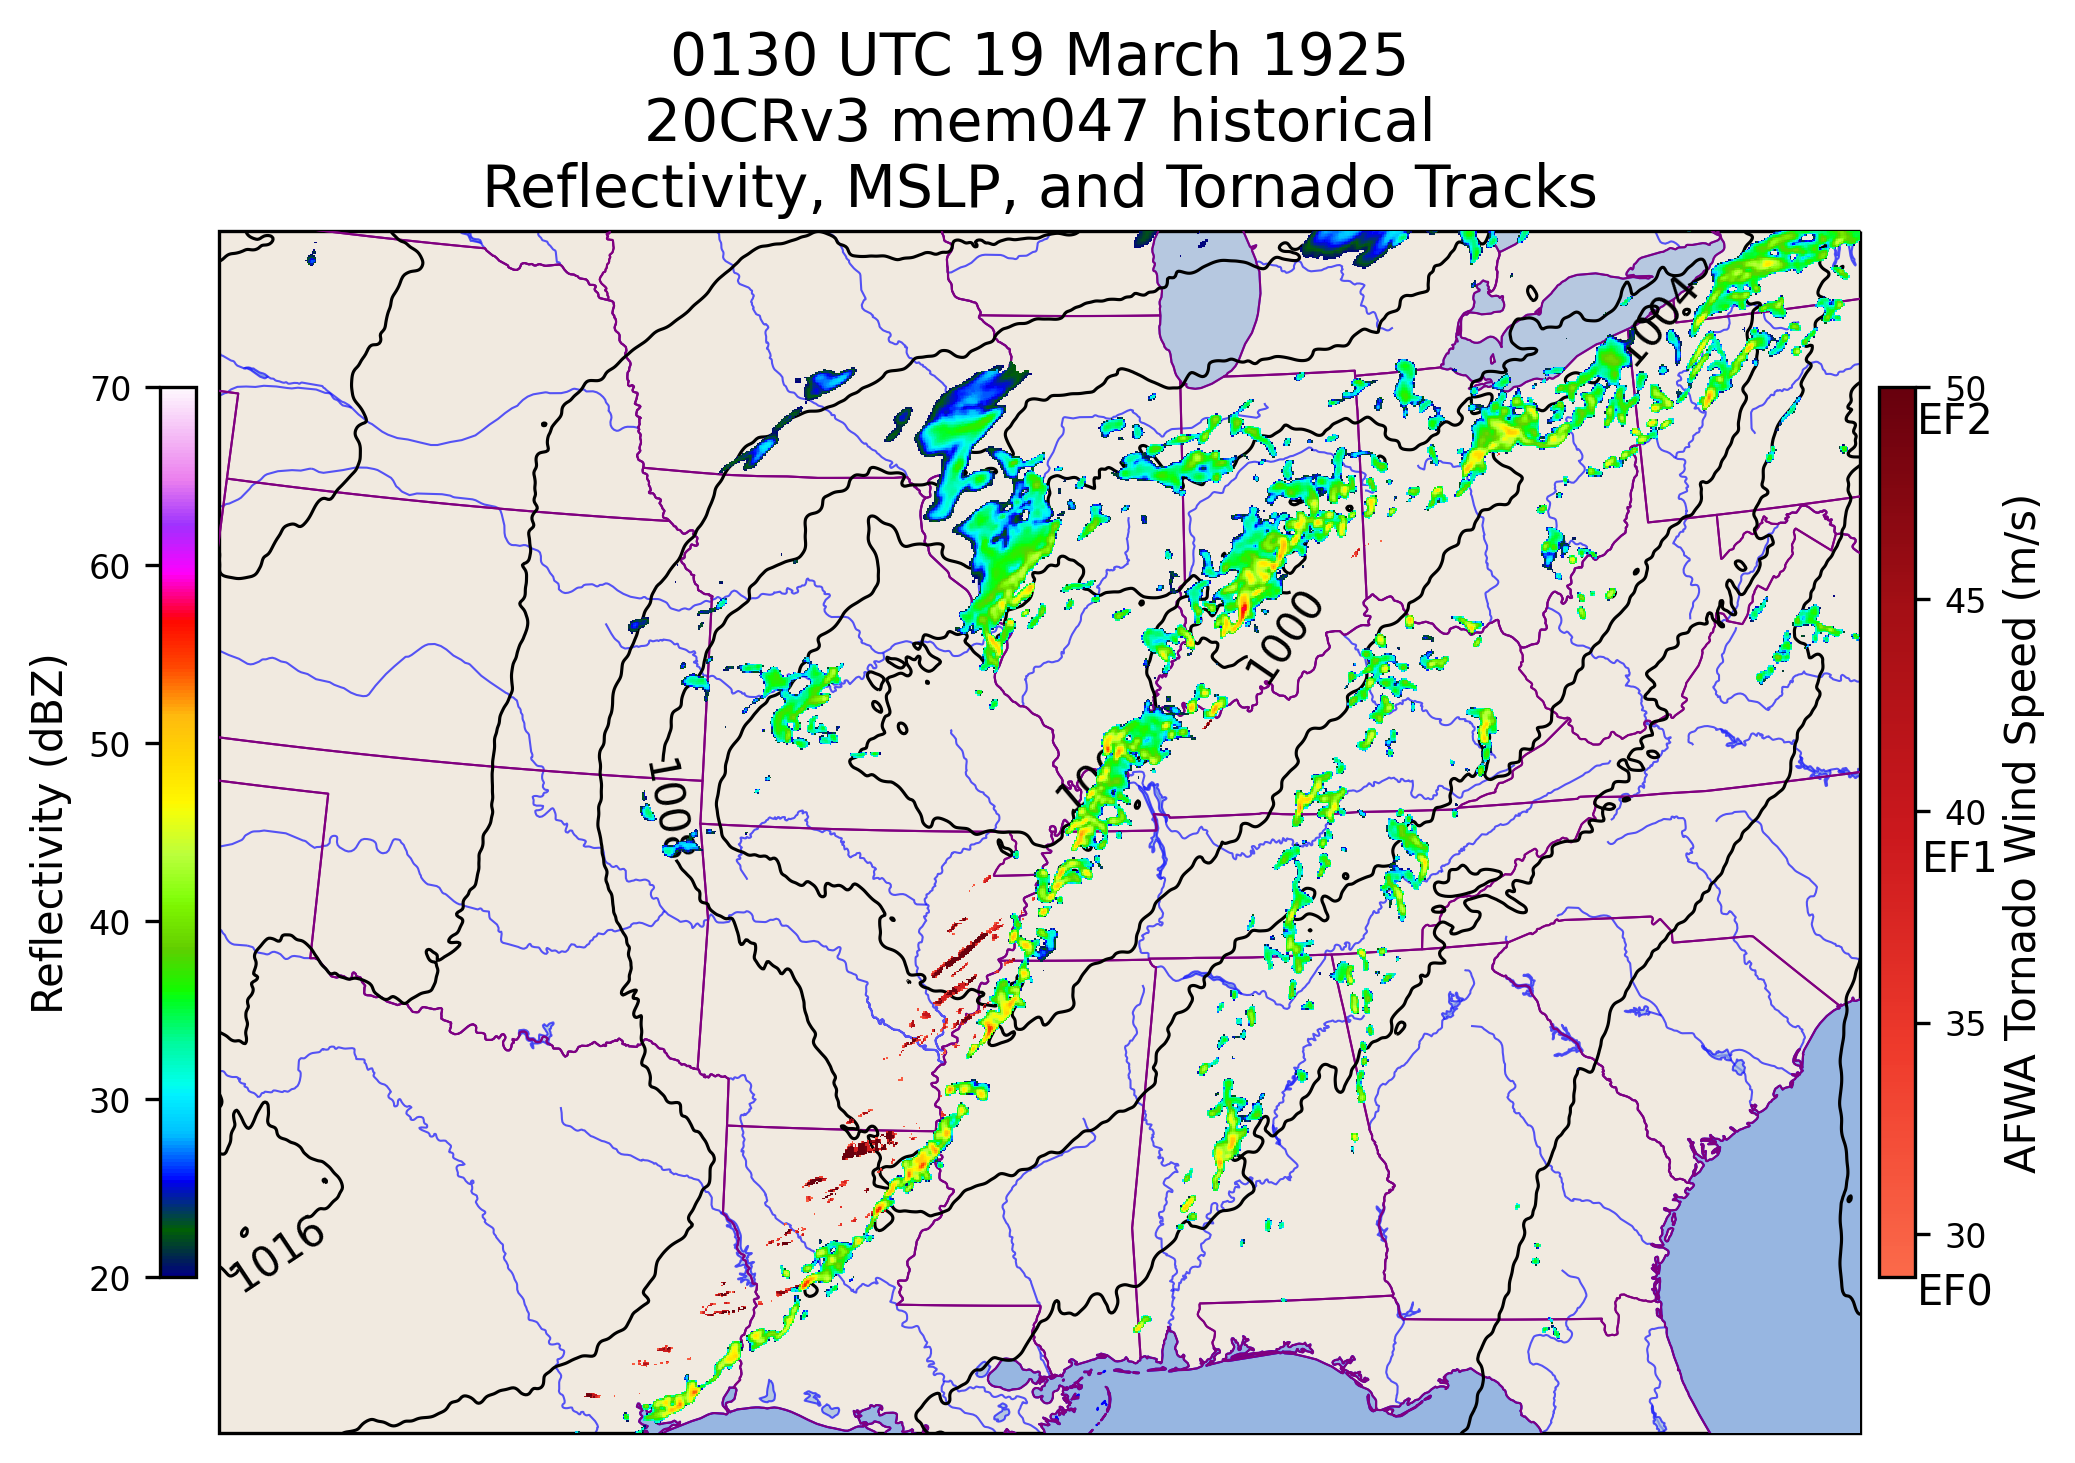 0130 UTC 19 March 1925
20CRv3 mem047 historical
Reflectivity, MSLP, and Tornado Tracks
Reflectivity (dBZ)
70
60
50
40
30
20
1004
1000
1008
1016
50
EF2
45
40
EF1
35
30
EF0
AFWA Tornado Wind Speed (m/s)